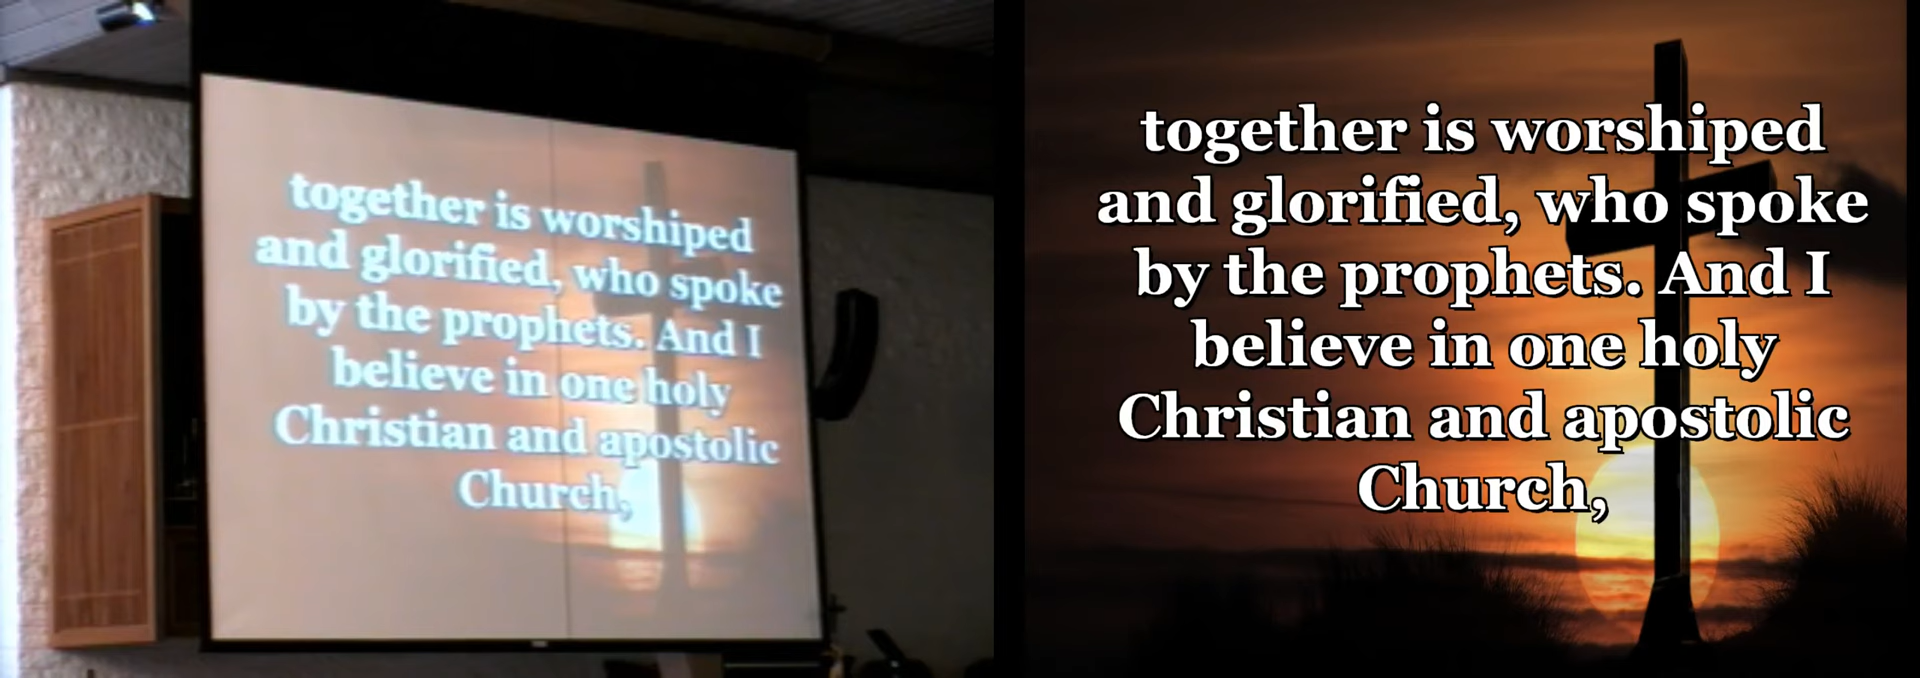 together is worshiped
and glorified, who spoke
by the prophets. And I
believe in one holy
Christian and apostolic
Church,
together is worshiped
and glorified, who spoke
by the prophets. And I
believe in one holy
Christian and apostolic
Church,